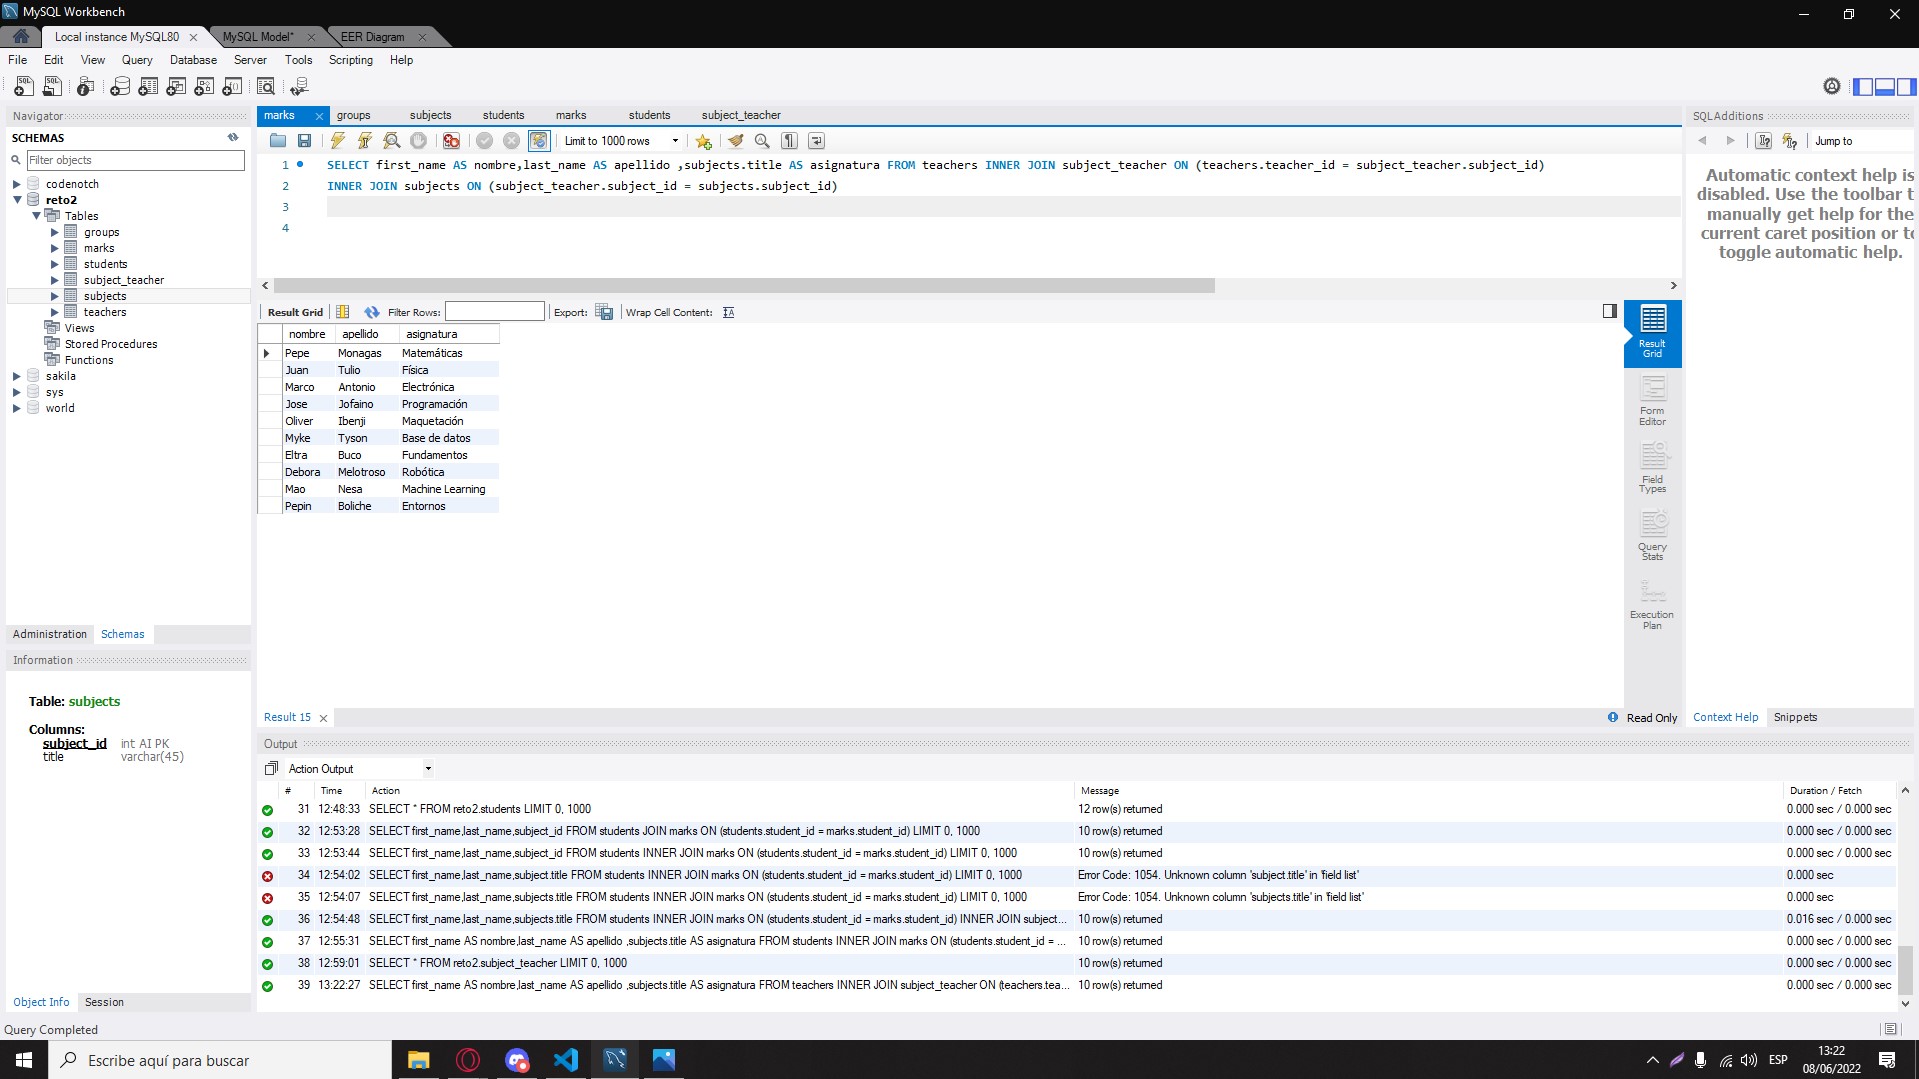 MySQL Workbench
Local instance MySQL80
MySQL Model*
EER Diagram
File Edit View Query Database Server Tools Scripting Help
Navigator
SCHEMAS
Filter objects
codenotch
reto2
Tables
groups
marks
students
subject_teacher
subjects
teachers
Views
Stored Procedures
Functions
sakila
sys
world
Administration Schemas
Information
Table: subjects
Columns:
subject_id int AI PK
title varchar(45)
Object Info Session
marks groups subjects students marks students subject_teacher
Limit to 1000 rows
1 SELECT first_name AS nombre,last_name AS apellido ,subjects.title AS asignatura FROM teachers INNER JOIN subject_teacher ON (teachers.teacher_id = subject_teacher.subject_id)
2 INNER JOIN subjects ON (subject_teacher.subject_id = subjects.subject_id)
3
4
Result Grid Filter Rows: Export: Wrap Cell Content:
nombre apellido asignatura
Pepe Monagas Matemáticas
Juan Tulio Física
Marco Antonio Electrónica
Jose Jofaino Programación
Oliver Ibenji Maquetación
Myke Tyson Base de datos
Eltra Buco Fundamentos
Debora Melotroso Robótica
Mao Nesa Machine Learning
Pepin Boliche Entornos
Result
Grid
Form
Editor
Field
Types
Query
Stats
Execution
Plan
Result 15
Read Only
SQLAdditions
Jump to
Automatic context help is
disabled. Use the toolbar t
manually get help for the
current caret position or to
toggle automatic help.
Context Help Snippets
Output
Action Output
# Time Action Message Duration / Fetch
31 12:48:33 SELECT * FROM reto2.students LIMIT 0, 1000 12 row(s) returned 0.000 sec / 0.000 sec
32 12:53:28 SELECT first_name,last_name,subject_id FROM students JOIN marks ON (students.student_id = marks.student_id) LIMIT 0, 1000 10 row(s) returned 0.000 sec / 0.000 sec
33 12:53:44 SELECT first_name,last_name,subject_id FROM students INNER JOIN marks ON (students.student_id = marks.student_id) LIMIT 0, 1000 10 row(s) returned 0.000 sec / 0.000 sec
34 12:54:02 SELECT first_name,last_name,subject.title FROM students INNER JOIN marks ON (students.student_id = marks.student_id) LIMIT 0, 1000 Error Code: 1054. Unknown column 'subject.title' in 'field list' 0.000 sec
35 12:54:07 SELECT first_name,last_name,subjects.title FROM students INNER JOIN marks ON (students.student_id = marks.student_id) LIMIT 0, 1000 Error Code: 1054. Unknown column 'subjects.title' in 'field list' 0.000 sec
36 12:54:48 SELECT first_name,last_name,subjects.title FROM students INNER JOIN marks ON (students.student_id = marks.student_id) INNER JOIN subject... 10 row(s) returned 0.016 sec / 0.000 sec
37 12:55:31 SELECT first_name AS nombre,last_name AS apellido ,subjects.title AS asignatura FROM students INNER JOIN marks ON (students.student_id = ... 10 row(s) returned 0.000 sec / 0.000 sec
38 12:59:01 SELECT * FROM reto2.subject_teacher LIMIT 0, 1000 10 row(s) returned 0.000 sec / 0.000 sec
39 13:22:27 SELECT first_name AS nombre,last_name AS apellido ,subjects.title AS asignatura FROM teachers INNER JOIN subject_teacher ON (teachers.tea... 10 row(s) returned 0.000 sec / 0.000 sec
Query Completed
Escribe aquí para buscar
ESP
13:22
08/06/2022